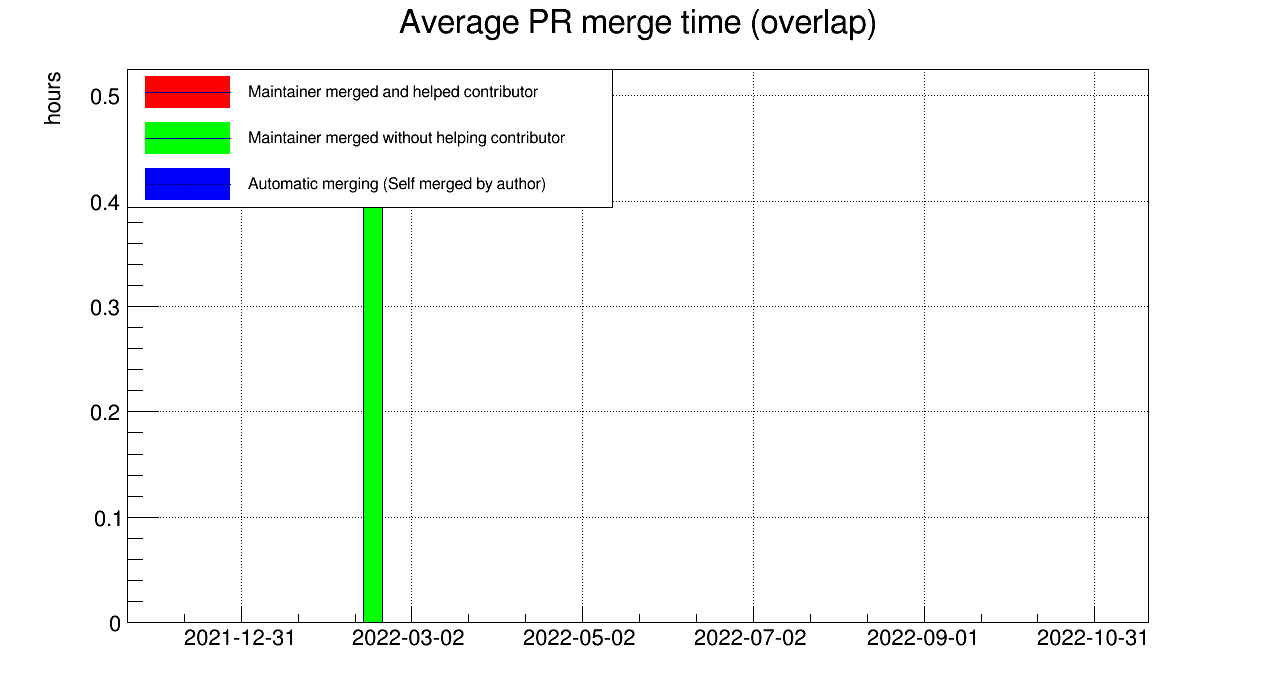 Average PR merge time (overlap)
hours
Maintainer merged and helped contributor
Maintainer merged without helping contributor
Automatic merging (Self merged by author)
0.5
0.4
0.3
0.2
0.1
0
2021-12-31 2022-03-02 2022-05-02 2022-07-02 2022-09-01 2022-10-31